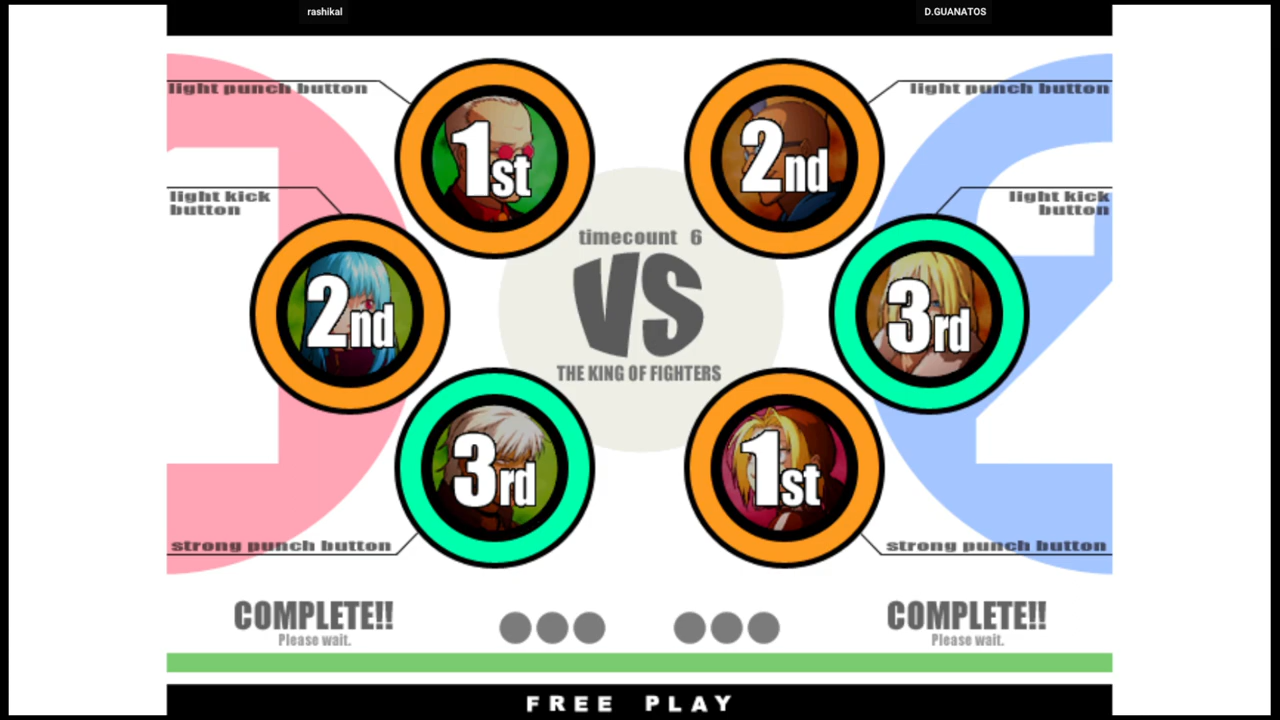 rashikal
D.GUANATOS
light punch button
light punch button
1st
2nd
light kick
button
light kick
button
timecount 6
VS
THE KING OF FIGHTERS
2nd
3rd
3rd
1st
strong punch button
strong punch button
COMPLETE!!
Please wait.
COMPLETE!!
Please wait.
FREE PLAY